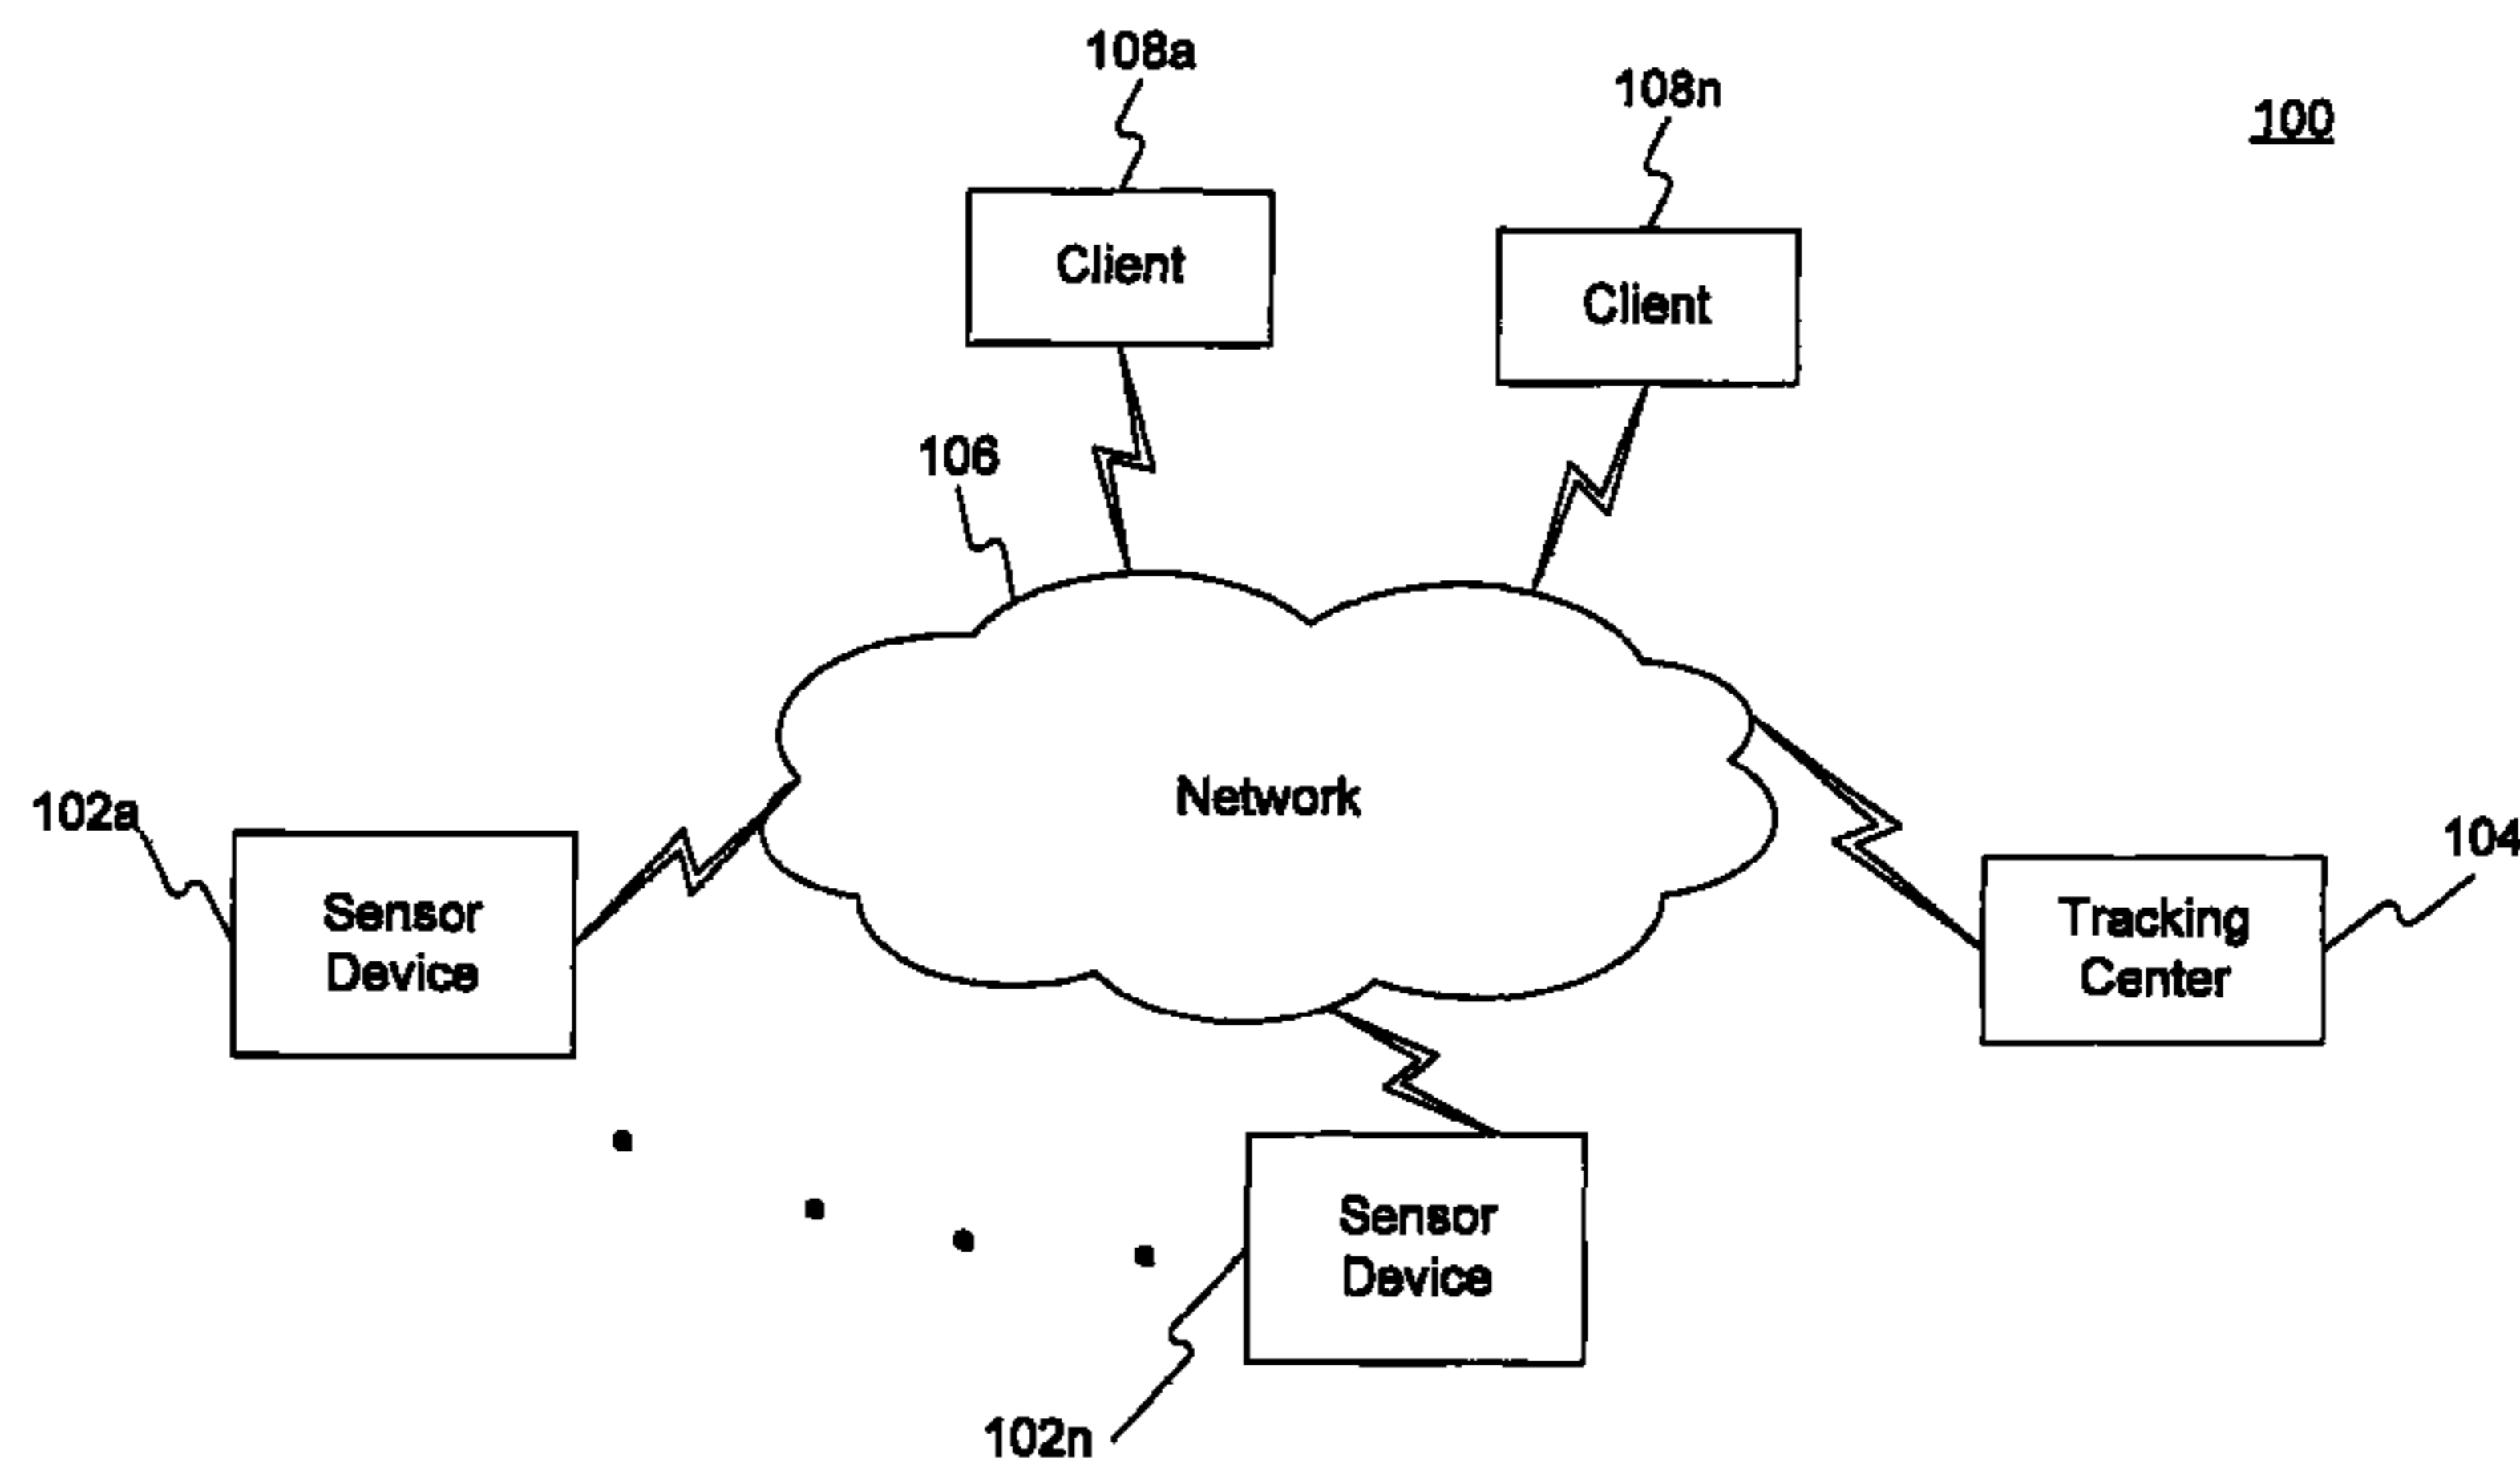 108a
108n
100
Client
Client
106
Network
102a
104
Sensor
Device
Tracking
Center
Sensor
Device
102n